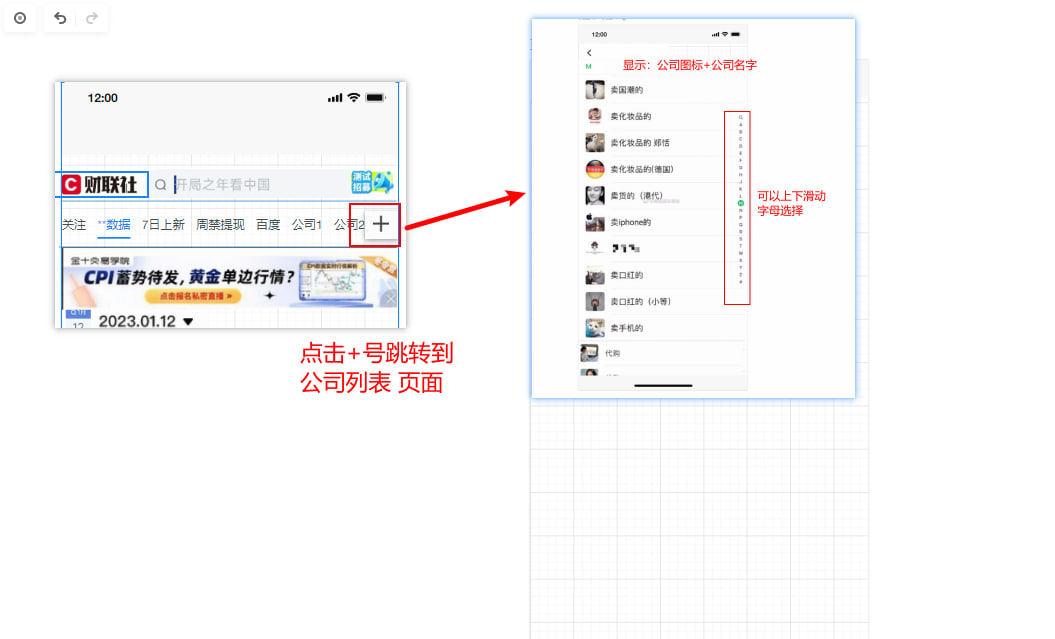 12:00
C 财联社
开局之年看中国
测试
招募
关注 **数据 7日上新 周禁提现 百度 公司1 公司2 +
金十交易学院
CPI蓄势待发，黄金单边行情？
点击报名私密直播 >
12
2023.01.12
点击+号跳转到
公司列表 页面
12:00
M
显示：公司图标+公司名字
卖国潮的
卖化妆品的
卖化妆品的 郑恬
卖化妆品的(德国)
卖货的（港代）
卖iphone的
卖口红的
卖口红的（小等）
卖手机的
代购
可以上下滑动
字母选择